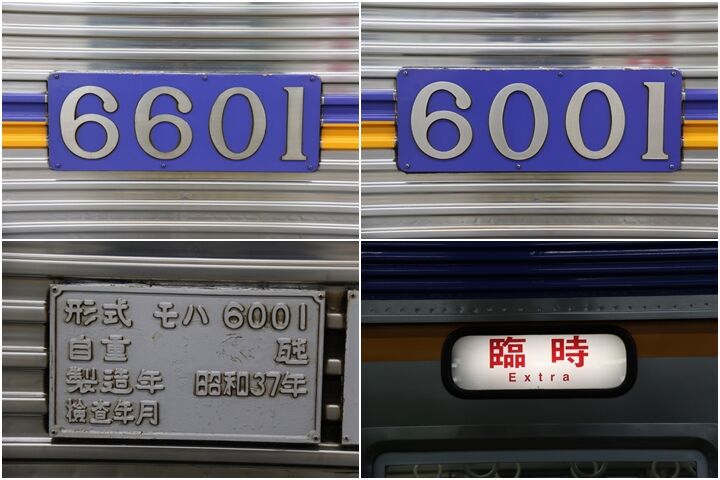 6601
6001
形式 モハ 6001
自重 瓲
製造年 昭和37年
検査年月
臨時
Extra